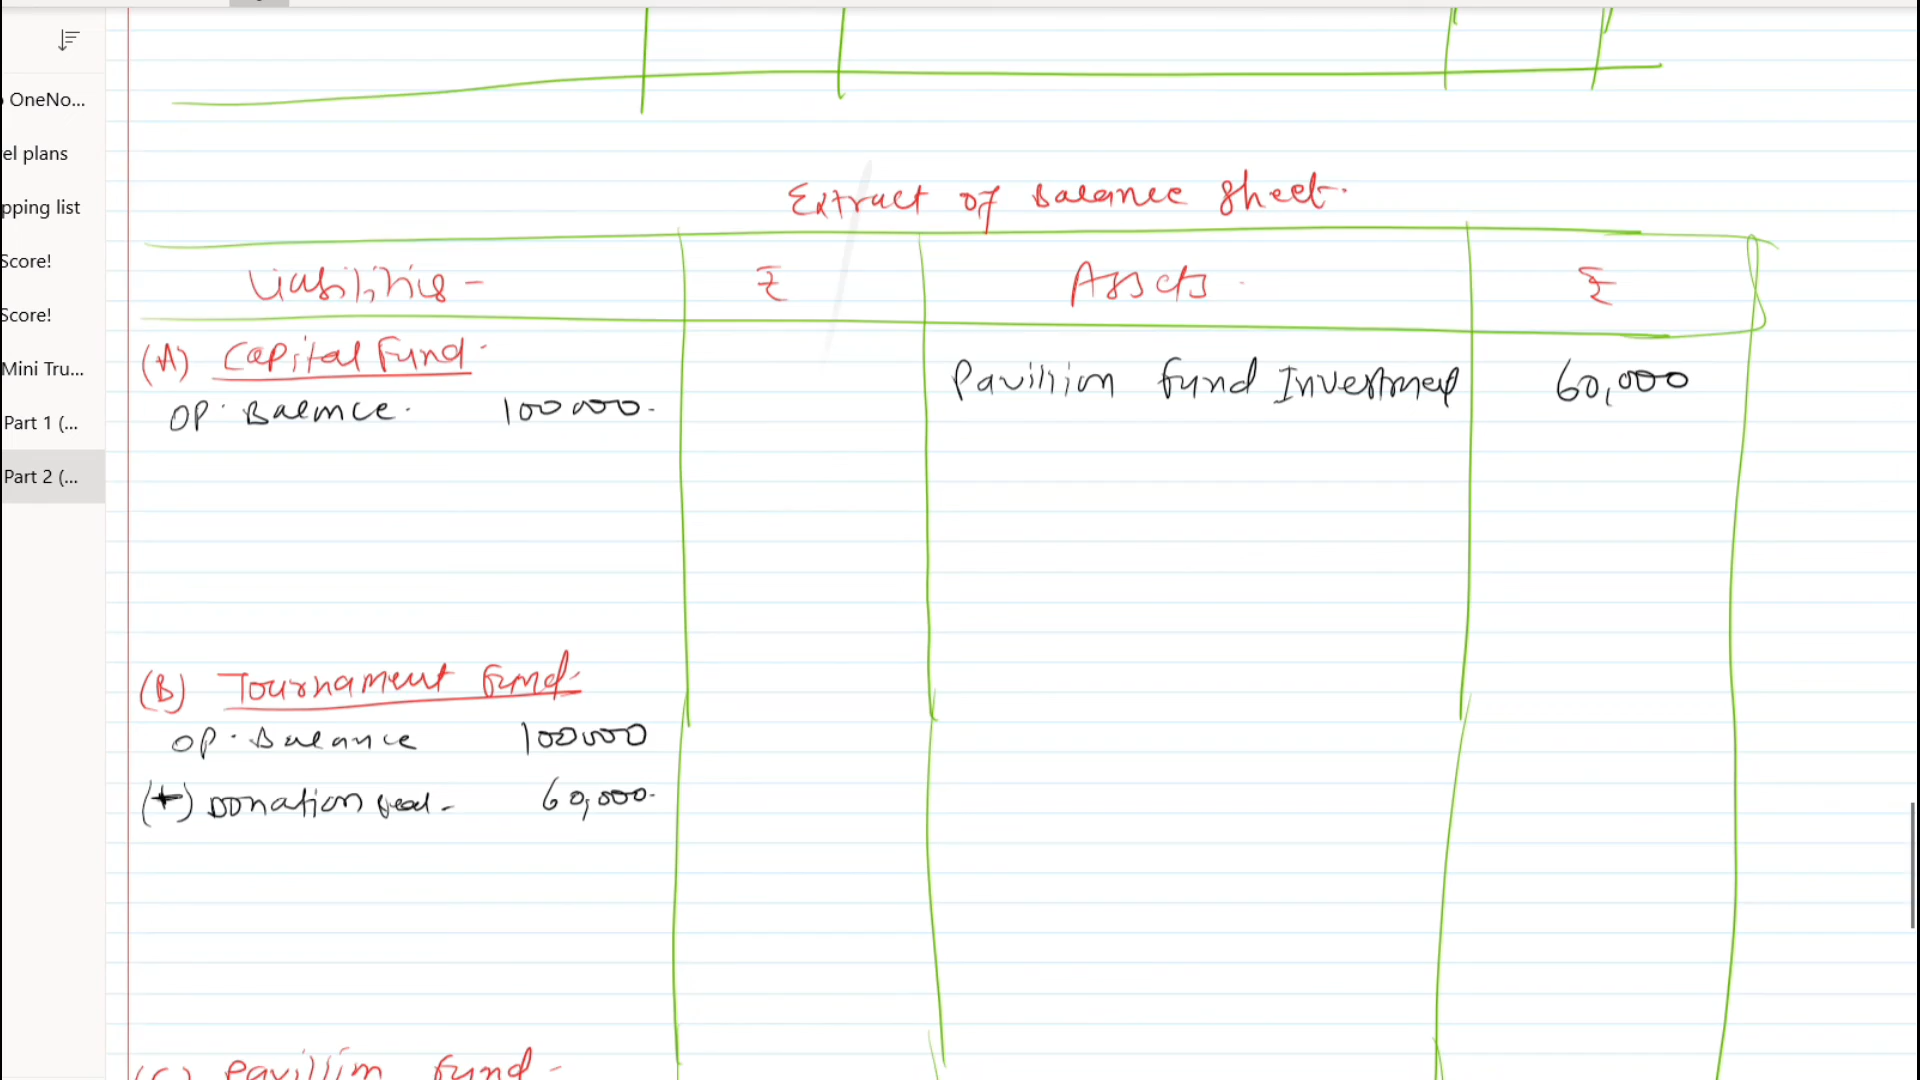 OneNo...
el plans
pping list
Score!
Score!
Mini Tru...
Part 1 (...
Part 2 (...
Extract of Balance Sheet.
Liabilities - ₹ Assets. ₹
(A) Capital Fund.
Pavilion fund Investment 60,000
OP. Balance. 100000.
(B) Tournament fund.
OP. Balance 100000
(+) Donation 60,000.
(C) Pavillion fund -